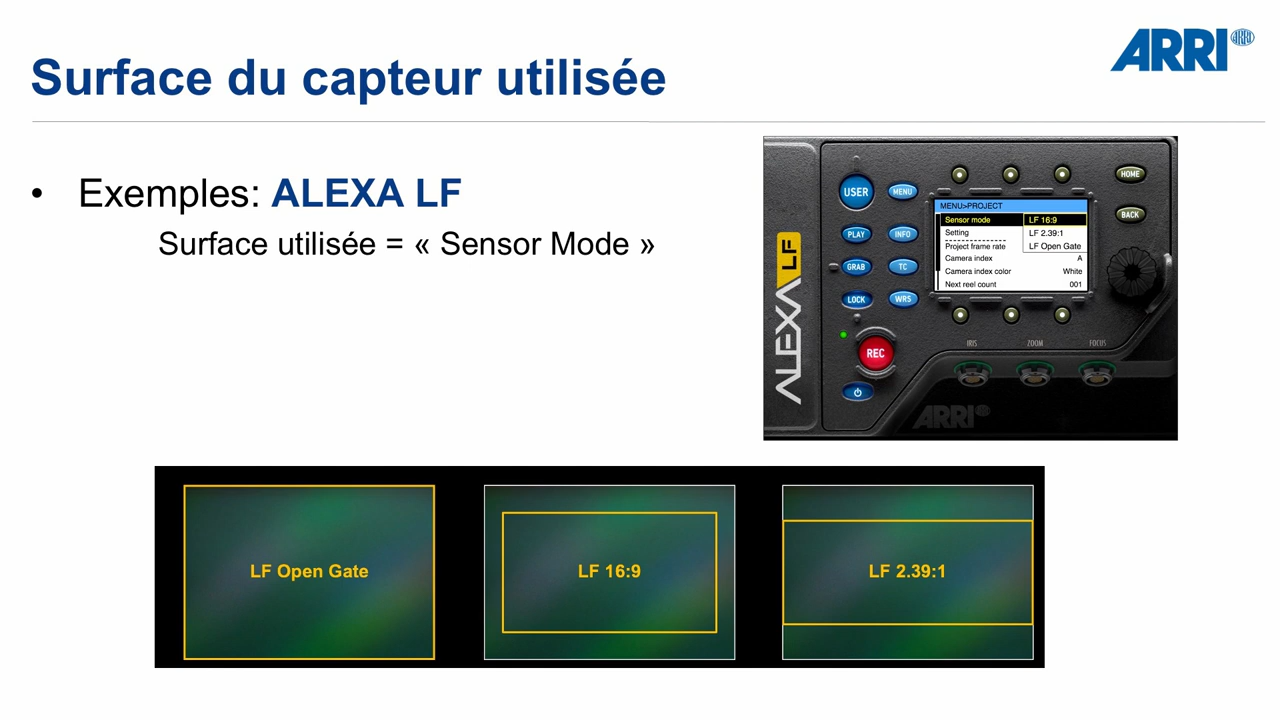 ARRI ARRI
Surface du capteur utilisée
• Exemples: ALEXA LF
Surface utilisée = « Sensor Mode »
ALEXA LF
USER
MENU
PLAY
INFO
GRAB
TC
LOCK
WRS
REC
HOME
BACK
MENU>PROJECT
Sensor mode LF 16:9
Setting LF 2.39:1
Project frame rate LF Open Gate
Camera index A
Camera index color White
Next reel count 001
IRIS ZOOM FOCUS
ARRI
LF Open Gate
LF 16:9
LF 2.39:1